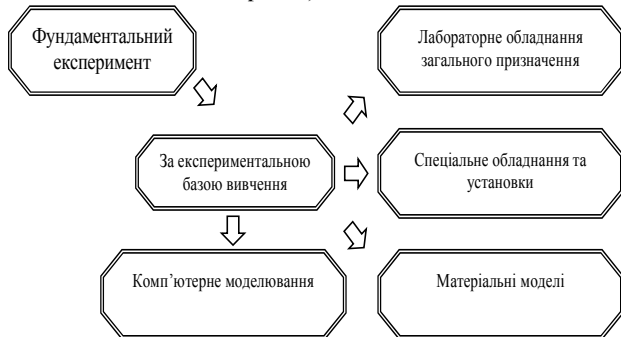 Фундаментальний
експеримент
Лабораторне обладнання
загального призначення
За експериментальною
базою вивчення
Спеціальне обладнання та
установки
Комп’ютерне моделювання
Матеріальні моделі